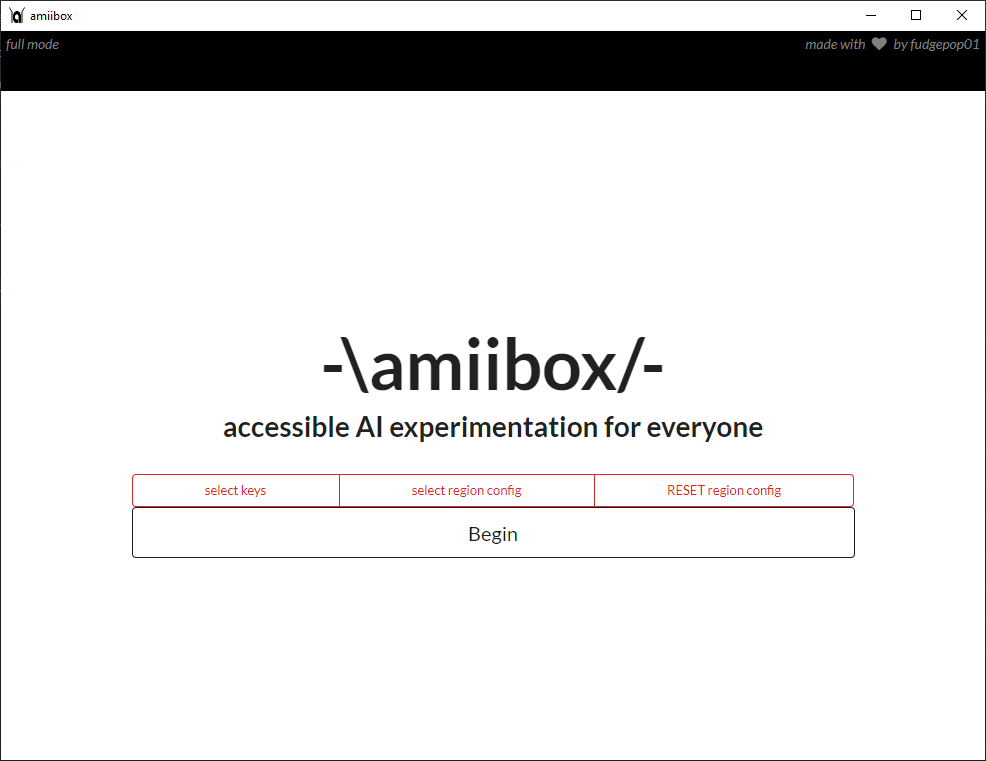 amiibox
full mode made with by fudgepop01
-\amiibox/-
accessible AI experimentation for everyone
select keys select region config RESET region config
Begin